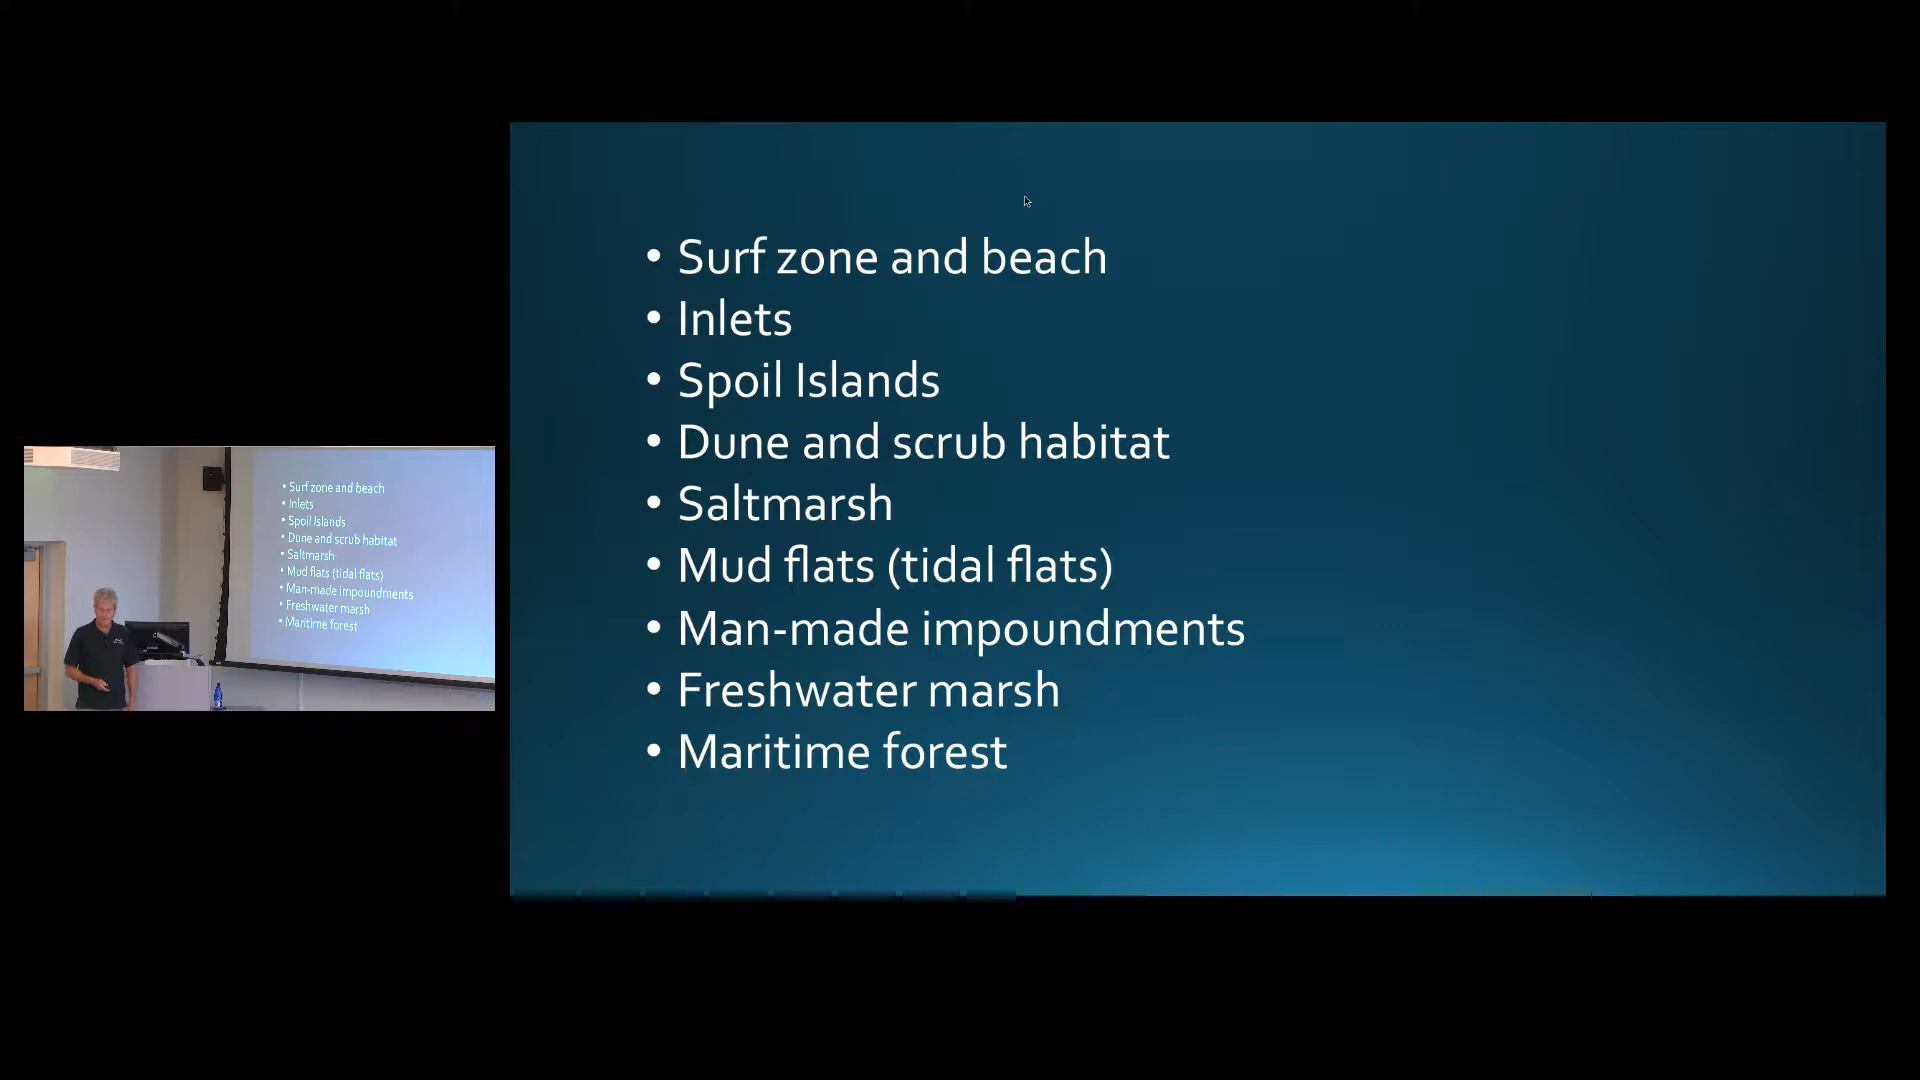 • Surf zone and beach
• Inlets
• Spoil Islands
• Dune and scrub habitat
• Saltmarsh
• Mud flats (tidal flats)
• Man-made impoundments
• Freshwater marsh
• Maritime forest
• Surf zone and beach
• Inlets
• Spoil Islands
• Dune and scrub habitat
• Saltmarsh
• Mud flats (tidal flats)
• Man-made impoundments
• Freshwater marsh
• Maritime forest